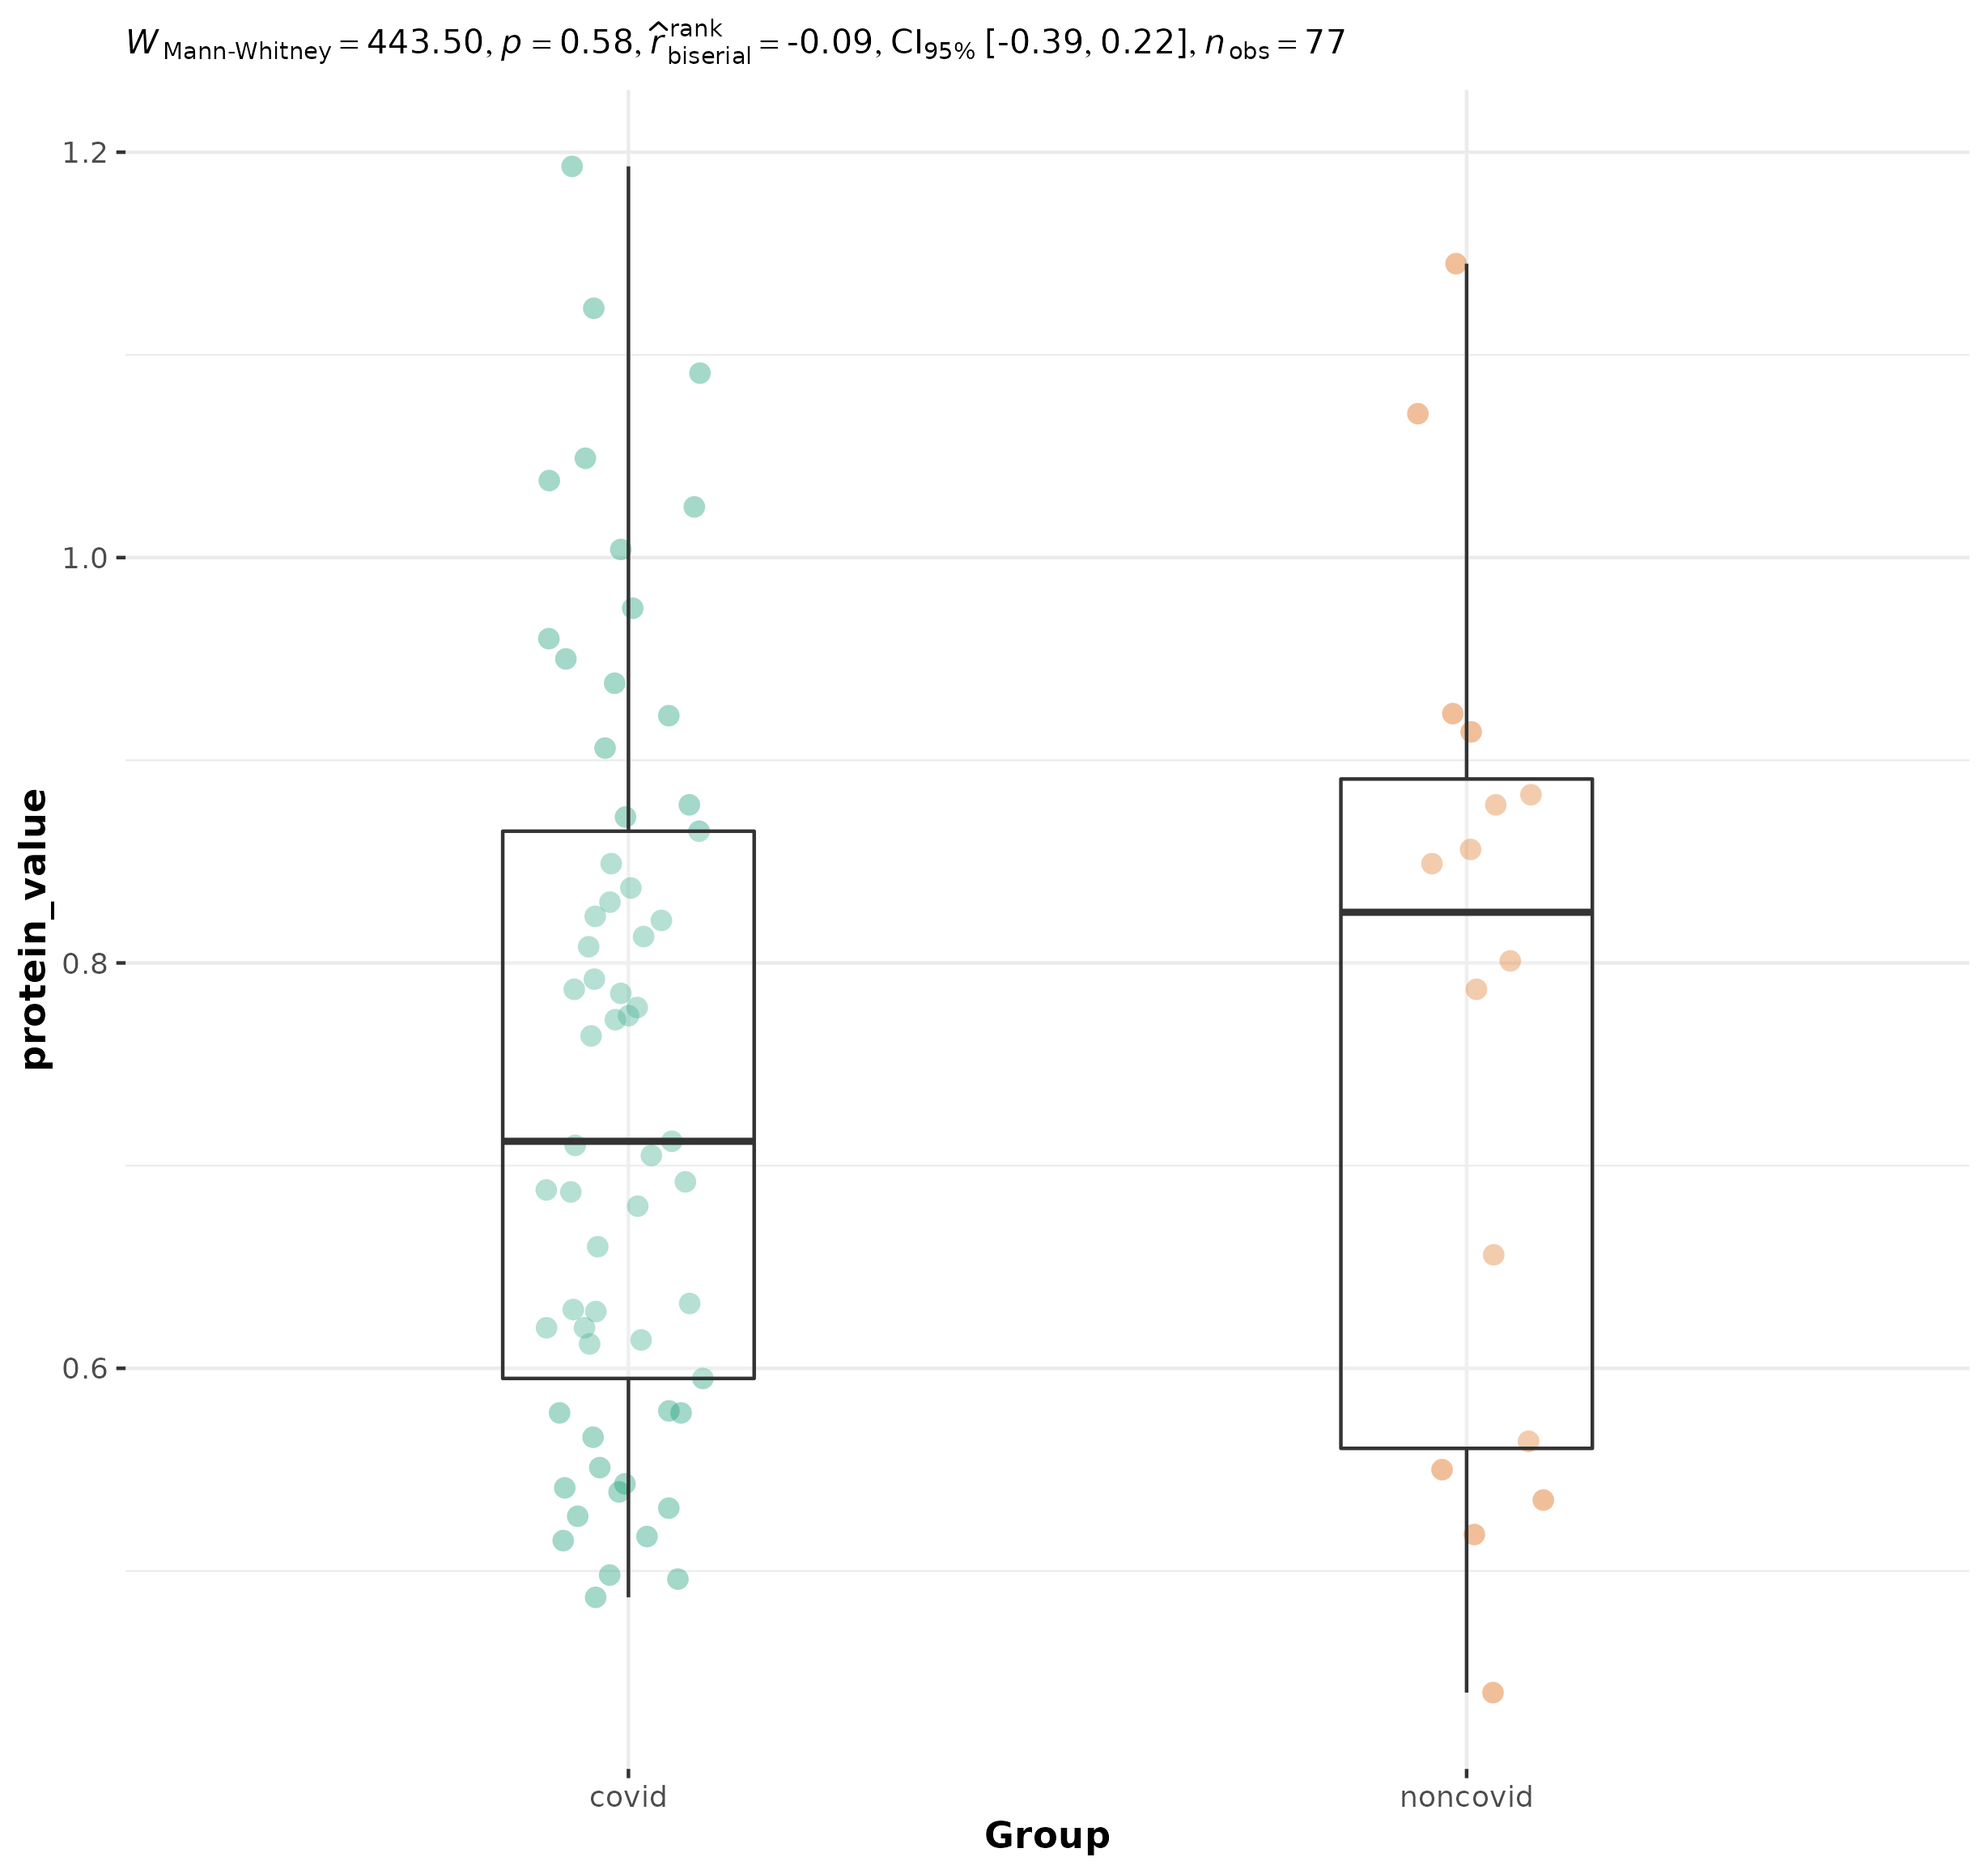 W Mann-Whitney = 443.50, p = 0.58, r̂ rank biserial = -0.09, CI95% [-0.39, 0.22], n obs = 77
1.2
1.0
0.8
0.6
protein_value
covid noncovid
Group